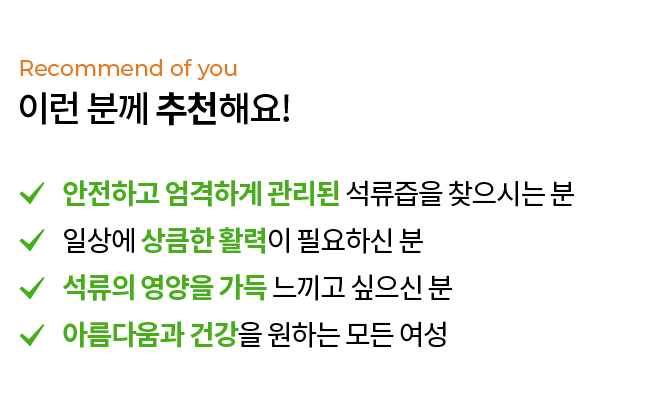 Recommend of you
이런 분께 추천해요!
안전하고 엄격하게 관리된 석류즙을 찾으시는 분
일상에 상큼한 활력이 필요하신 분
석류의 영양을 가득 느끼고 싶으신 분
아름다움과 건강을 원하는 모든 여성